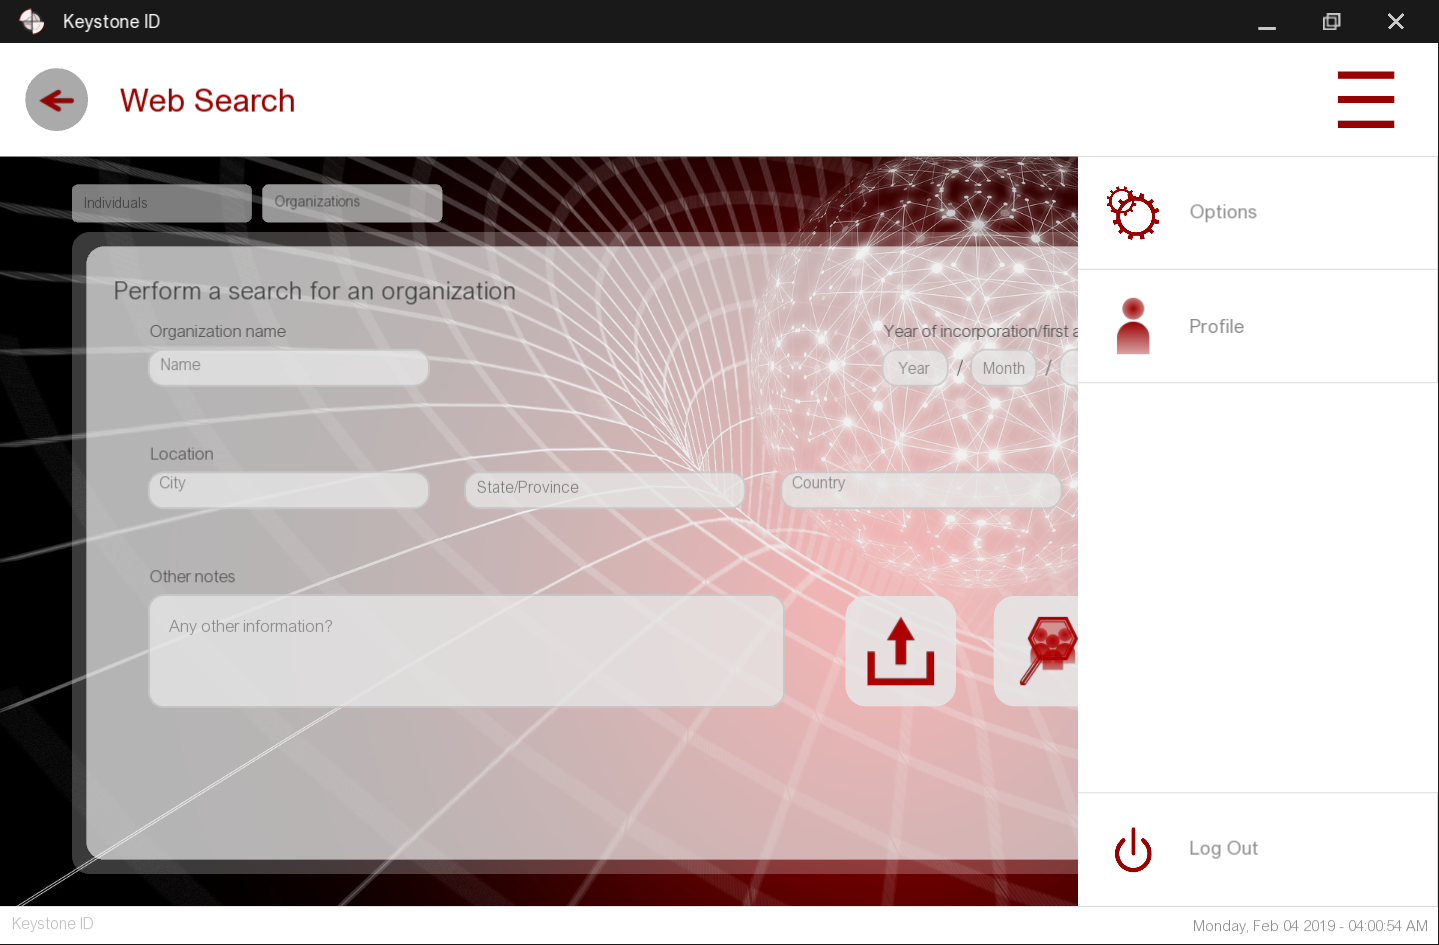 Keystone ID
Web Search
Individuals
Organizations
Options
Perform a search for an organization
Organization name
Year of incorporation/first a
Profile
Name
Year / Month /
Location
City
State/Province
Country
Other notes
Any other information?
Log Out
Keystone ID
Monday, Feb 04 2019 - 04:00:54 AM